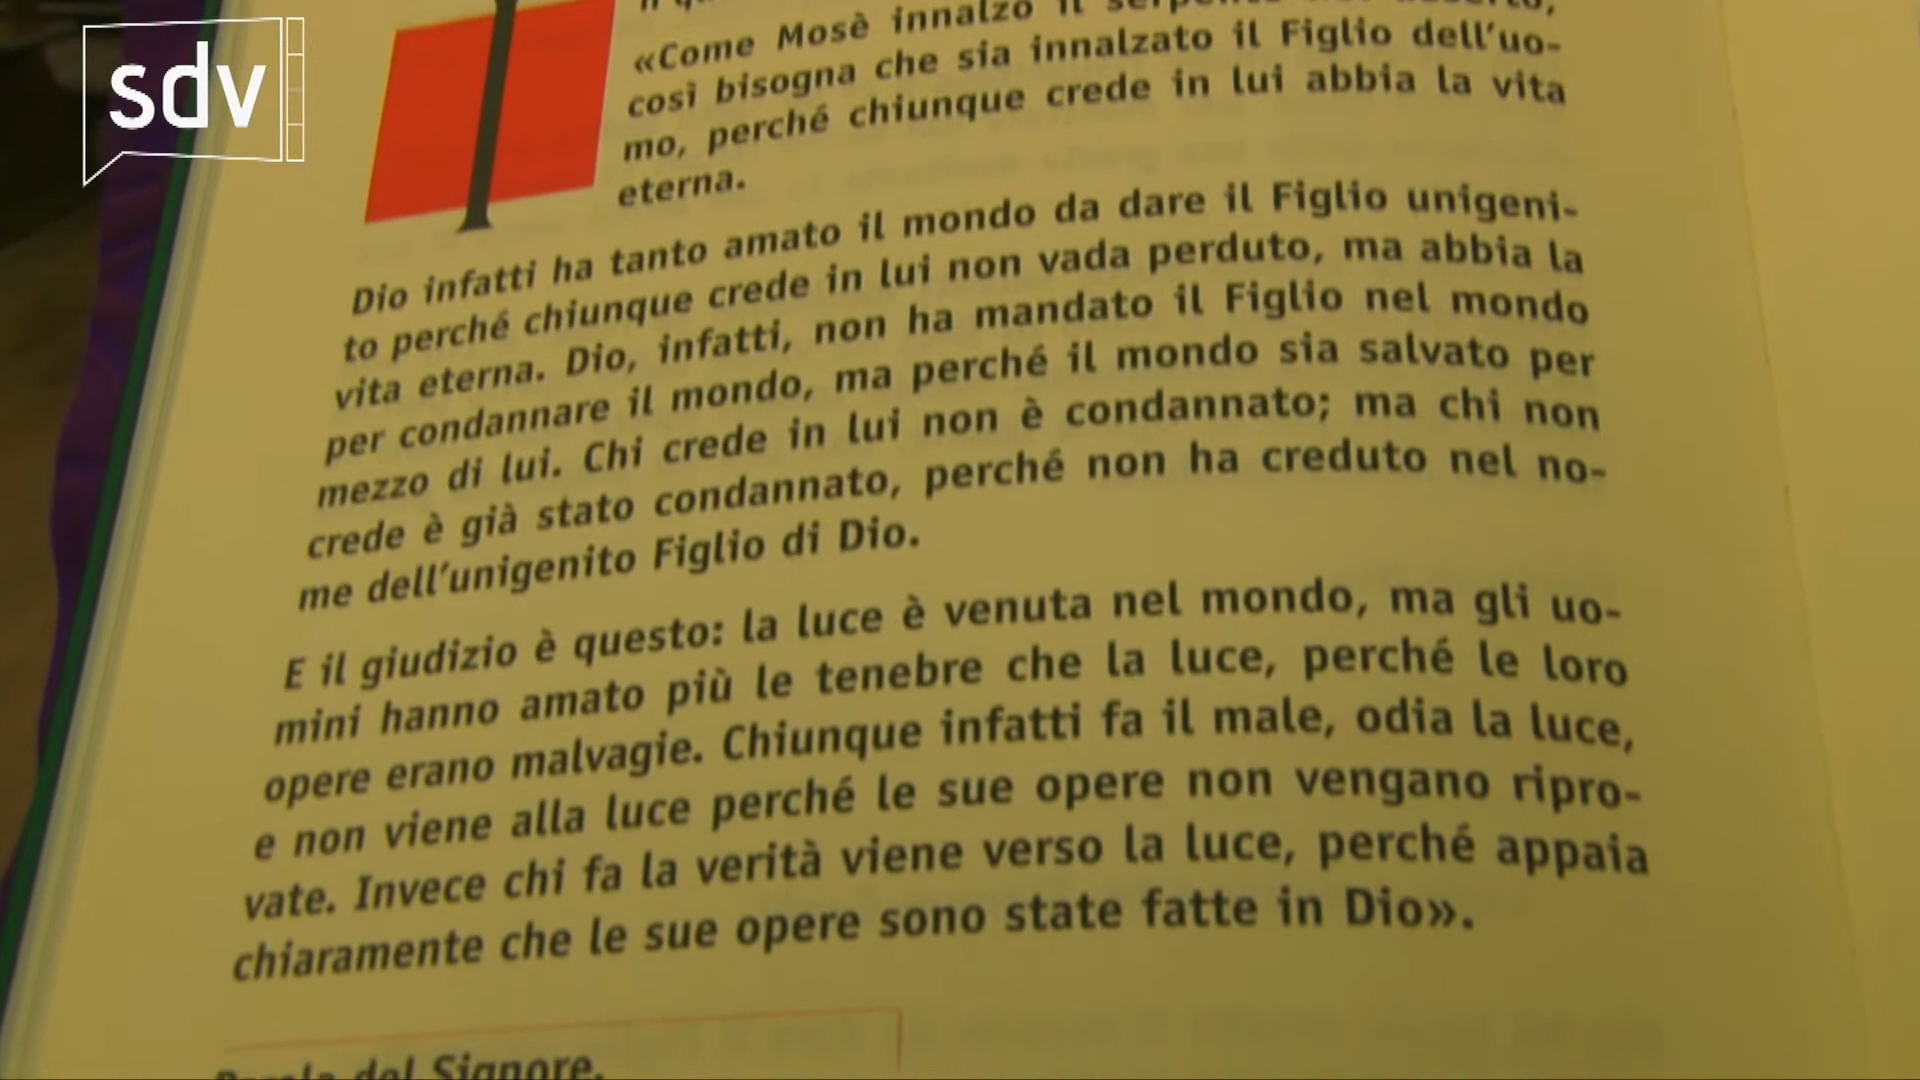 sdv
I
«Come Mosè innalzò il serpente nel deserto,
così bisogna che sia innalzato il Figlio dell'uo-
mo, perché chiunque crede in lui abbia la vita
eterna.
Dio infatti ha tanto amato il mondo da dare il Figlio unigeni-
to perché chiunque crede in lui non vada perduto, ma abbia la
vita eterna. Dio, infatti, non ha mandato il Figlio nel mondo
per condannare il mondo, ma perché il mondo sia salvato per
mezzo di lui. Chi crede in lui non è condannato; ma chi non
crede è già stato condannato, perché non ha creduto nel no-
me dell'unigenito Figlio di Dio.
E il giudizio è questo: la luce è venuta nel mondo, ma gli uo-
mini hanno amato più le tenebre che la luce, perché le loro
opere erano malvagie. Chiunque infatti fa il male, odia la luce,
e non viene alla luce perché le sue opere non vengano ripro-
vate. Invece chi fa la verità viene verso la luce, perché appaia
chiaramente che le sue opere sono state fatte in Dio».
Parola del Signore.